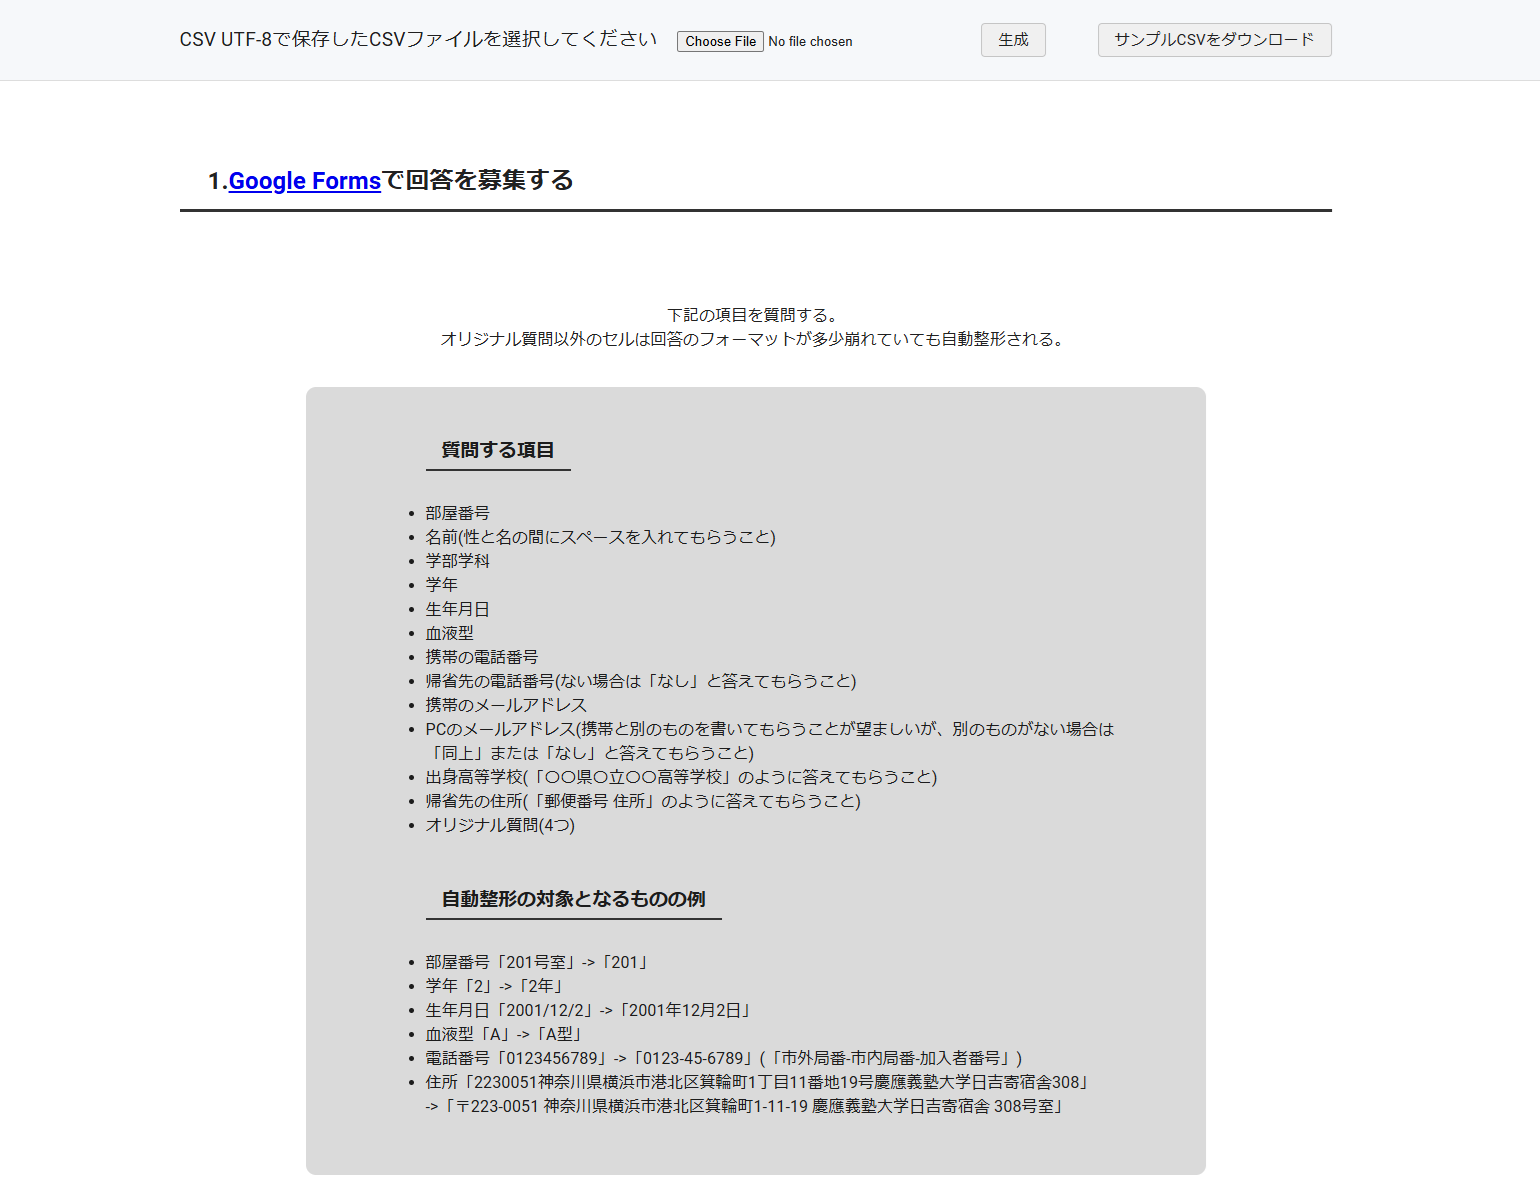 CSV UTF-8で保存したCSVファイルを選択してください Choose File No file chosen 生成 サンプルCSVをダウンロード
1.Google Formsで回答を募集する
下記の項目を質問する。
オリジナル質問以外のセルは回答のフォーマットが多少崩れていても自動整形される。
質問する項目
• 部屋番号
• 名前(性と名の間にスペースを入れてもらうこと)
• 学部学科
• 学年
• 生年月日
• 血液型
• 携帯の電話番号
• 帰省先の電話番号(ない場合は「なし」と答えてもらうこと)
• 携帯のメールアドレス
• PCのメールアドレス(携帯と別のものを書いてもらうことが望ましいが、別のものがない場合は
「同上」または「なし」と答えてもらうこと)
• 出身高等学校(「〇〇県〇立〇〇高等学校」のように答えてもらうこと)
• 帰省先の住所(「郵便番号 住所」のように答えてもらうこと)
• オリジナル質問(4つ)
自動整形の対象となるものの例
• 部屋番号「201号室」->「201」
• 学年「2」->「2年」
• 生年月日「2001/12/2」->「2001年12月2日」
• 血液型「A」->「A型」
• 電話番号「0123456789」->「0123-45-6789」(「市外局番-市内局番-加入者番号」)
• 住所「2230051神奈川県横浜市港北区箕輪町1丁目11番地19号慶應義塾大学日吉寄宿舎308」
->「〒223-0051 神奈川県横浜市港北区箕輪町1-11-19 慶應義塾大学日吉寄宿舎 308号室」